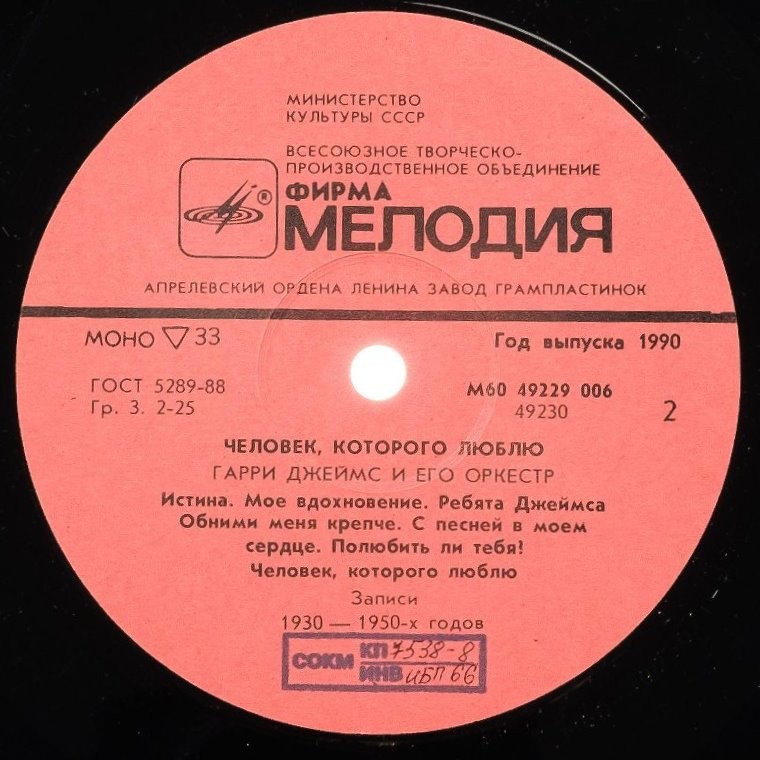 МИНИСТЕРСТВО
КУЛЬТУРЫ СССР
ВСЕСОЮЗНОЕ ТВОРЧЕСКО-
ПРОИЗВОДСТВЕННОЕ ОБЪЕДИНЕНИЕ
ФИРМА
®
МЕЛОДИЯ
АПРЕЛЕВСКИЙ ОРДЕНА ЛЕНИНА ЗАВОД ГРАМПЛАСТИНОК
МОНО ▽ 33
Год выпуска 1990
ГОСТ 5289-88
М60 49229 006
Гр. 3. 2-25
49230
2
ЧЕЛОВЕК, КОТОРОГО ЛЮБЛЮ
ГАРРИ ДЖЕЙМС И ЕГО ОРКЕСТР
Истина. Мое вдохновение. Ребята Джеймса
Обними меня крепче. С песней в моем
сердце. Полюбить ли тебя!
Человек, которого люблю
Записи
1930 — 1950-х годов
СОКМ КП 7538-8
ИНВ ИБП 66